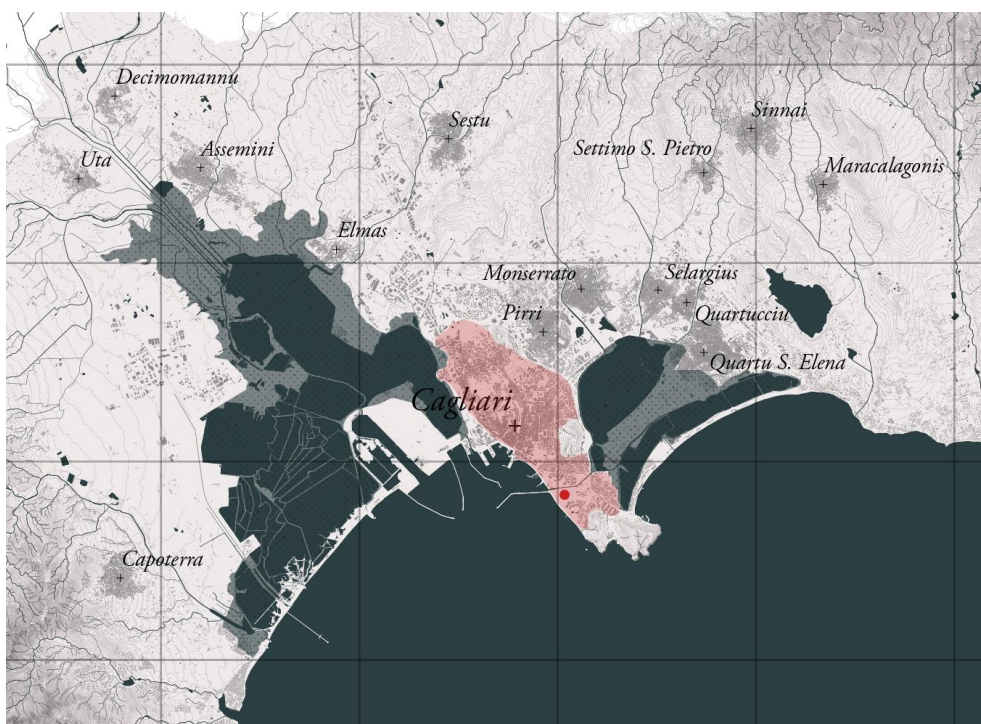 Decimomannu
Sinnai
Sestu
Settimo S. Pietro
Assemini
Uta
Maracalagonis
Elmas
Monserrato
Selargius
Pirri
Quartucciu
Quartu S. Elena
Cagliari
Capoterra